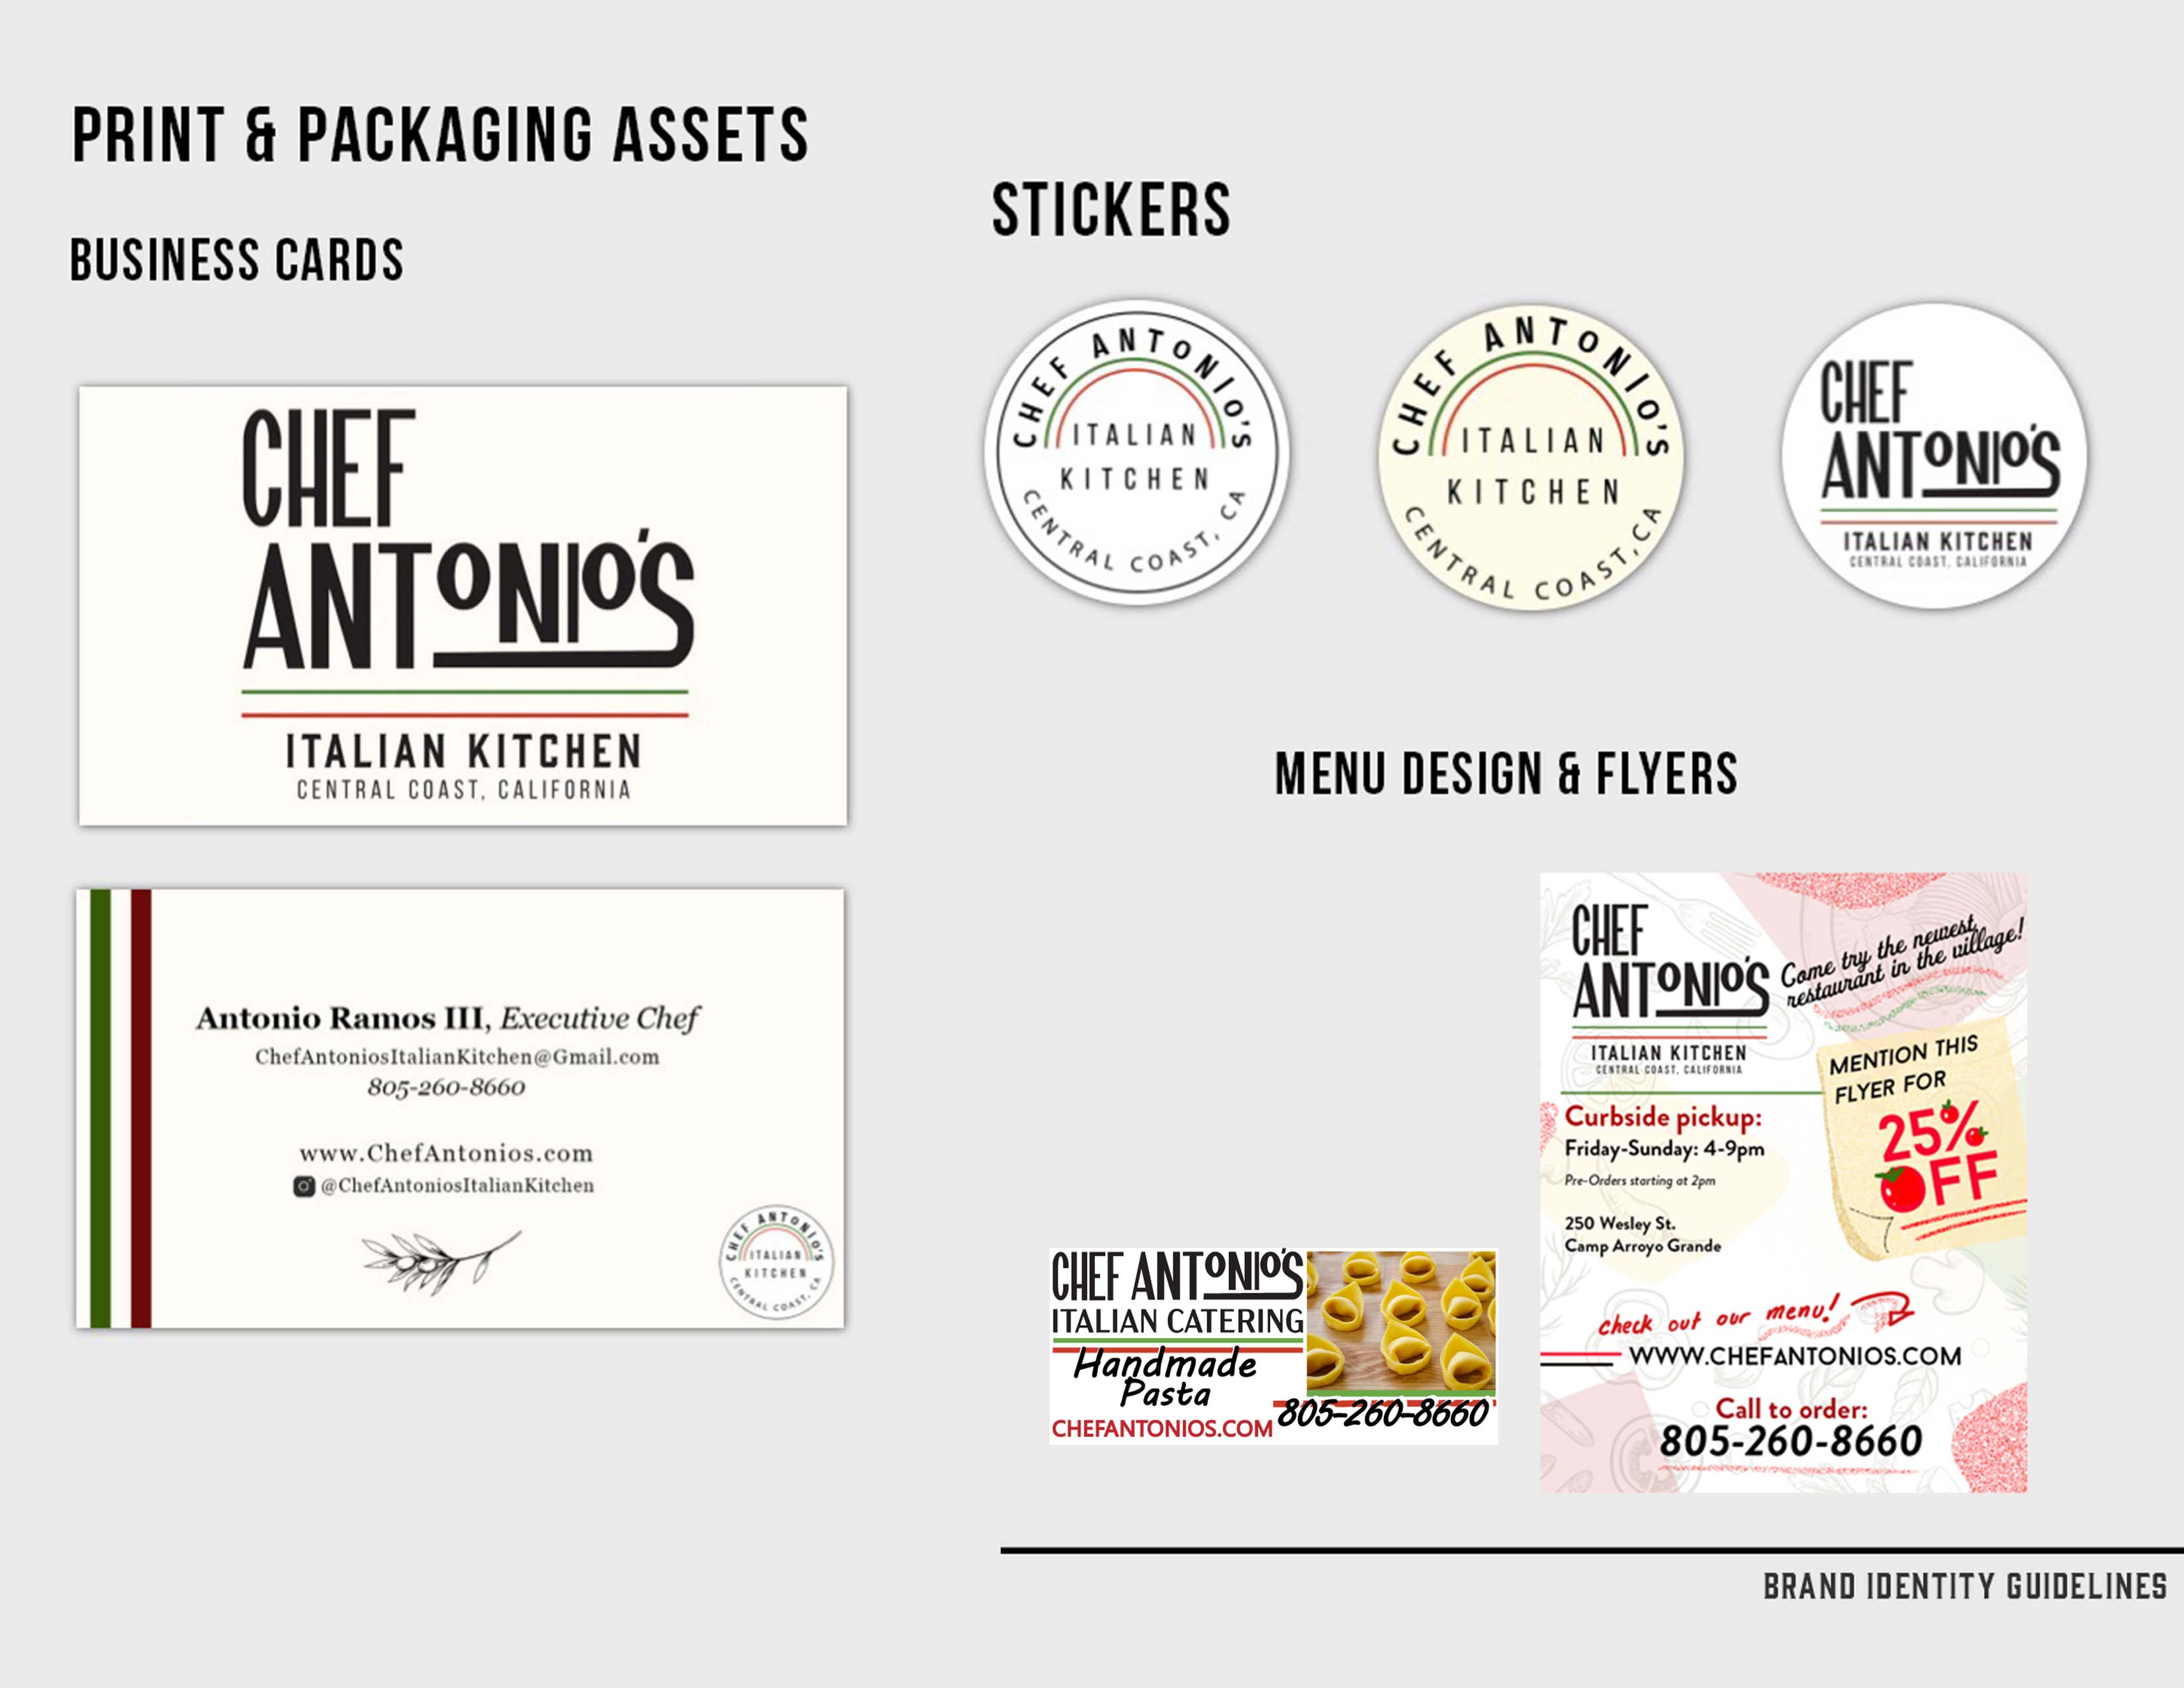 PRINT & PACKAGING ASSETS
BUSINESS CARDS
CHEF
ANTONIO'S
ITALIAN KITCHEN
CENTRAL COAST, CALIFORNIA
Antonio Ramos III, Executive Chef
ChefAntoniosItalianKitchen@Gmail.com
805-260-8660
www.ChefAntonios.com
@ChefAntoniosItalianKitchen
CHEF ANTONIO'S
ITALIAN
KITCHEN
CENTRAL COAST, CA
STICKERS
CHEF ANTONIO'S
ITALIAN
KITCHEN
CENTRAL COAST, CA
CHEF ANTONIO'S
ITALIAN
KITCHEN
CENTRAL COAST, CA
CHEF
ANTONIO'S
ITALIAN KITCHEN
CENTRAL COAST, CALIFORNIA
MENU DESIGN & FLYERS
CHEF ANTONIO'S
ITALIAN CATERING
Handmade
Pasta
CHEFANTONIOS.COM
805-260-8660
CHEF
ANTONIO'S
ITALIAN KITCHEN
CENTRAL COAST, CALIFORNIA
Come try the newest
restaurant in the village!
MENTION THIS
FLYER FOR
25%
OFF
Curbside pickup:
Friday-Sunday: 4-9pm
Pre-Orders starting at 2pm
250 Wesley St.
Camp Arroyo Grande
check out our menu!
WWW.CHEFANTONIOS.COM
Call to order:
805-260-8660
BRAND IDENTITY GUIDELINES